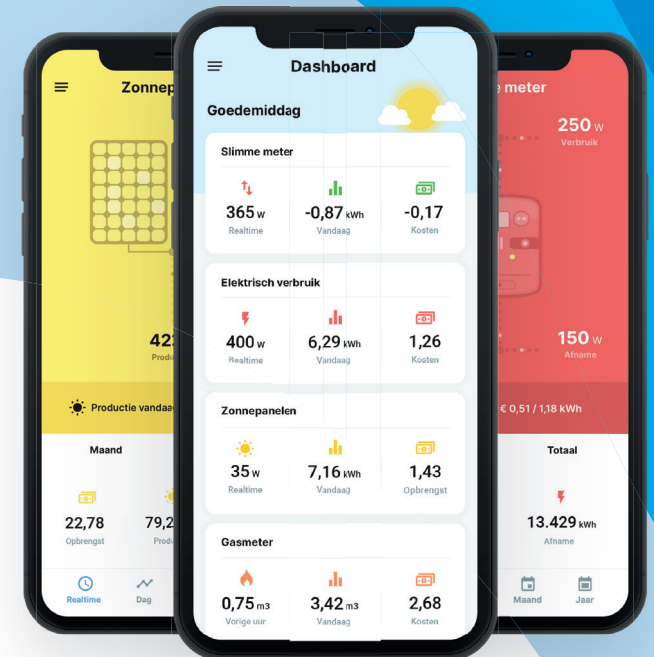 Zonnep
423
Produ
Productie vandaag
Maand
22,78
Opbrengst
79,2
Produ
Realtime
Dag
Dashboard
Goedemiddag
Slimme meter
365 w
Realtime
-0,87 kWh
Vandaag
-0,17
Kosten
Elektrisch verbruik
400 w
Realtime
6,29 kWh
Vandaag
1,26
Kosten
Zonnepanelen
35 w
Realtime
7,16 kWh
Vandaag
1,43
Opbrengst
Gasmeter
0,75 m3
Vorige uur
3,42 m3
Vandaag
2,68
Kosten
meter
250 w
Verbruik
150 w
Afname
€ 0,51 / 1,18 kWh
Totaal
13.429 kWh
Afname
Maand
Jaar